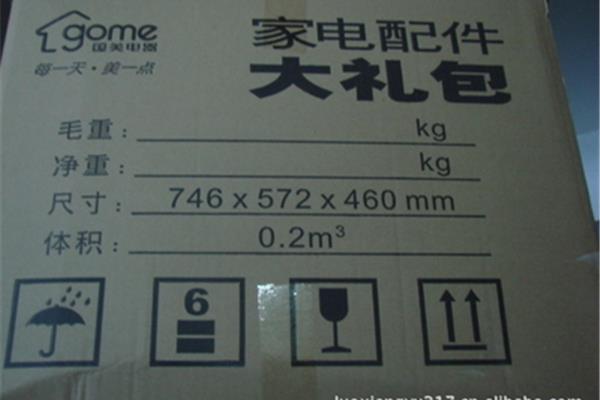 gome
国美电器
每一天·美一点
家电配件
大礼包
毛重: kg
净重: kg
尺寸: 746 x 572 x 460 mm
体积: 0.2m³
6